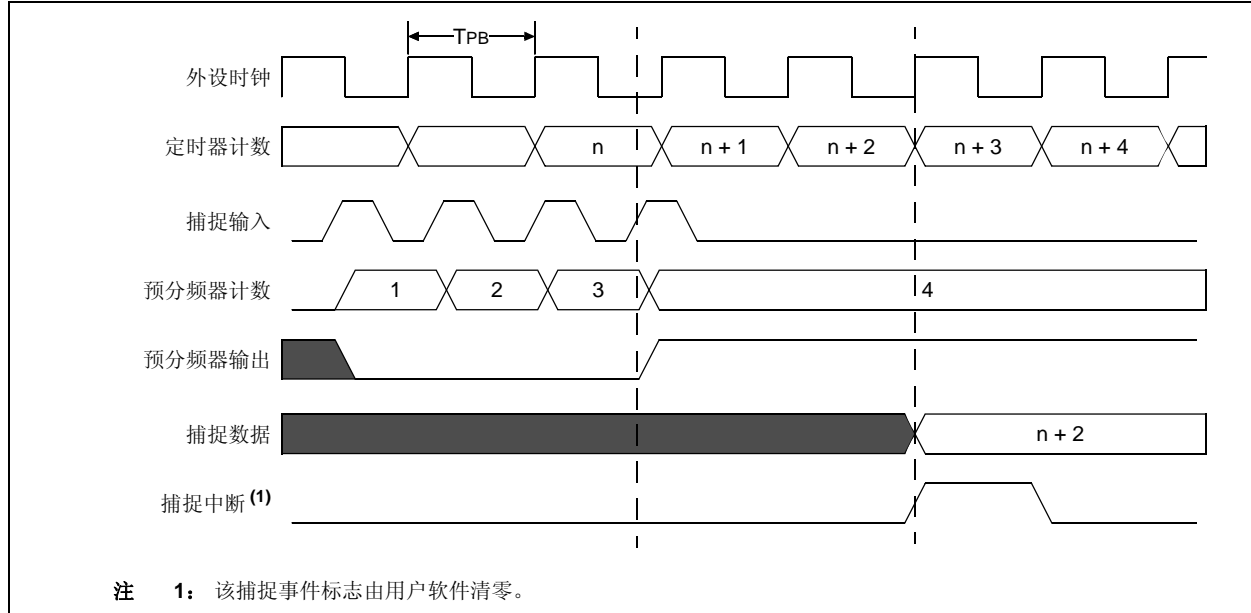 TPB
外设时钟
定时器计数 n n + 1 n + 2 n + 3 n + 4
捕捉输入
预分频器计数 1 2 3 4
预分频器输出
捕捉数据 n + 2
捕捉中断(1)
注 1： 该捕捉事件标志由用户软件清零。